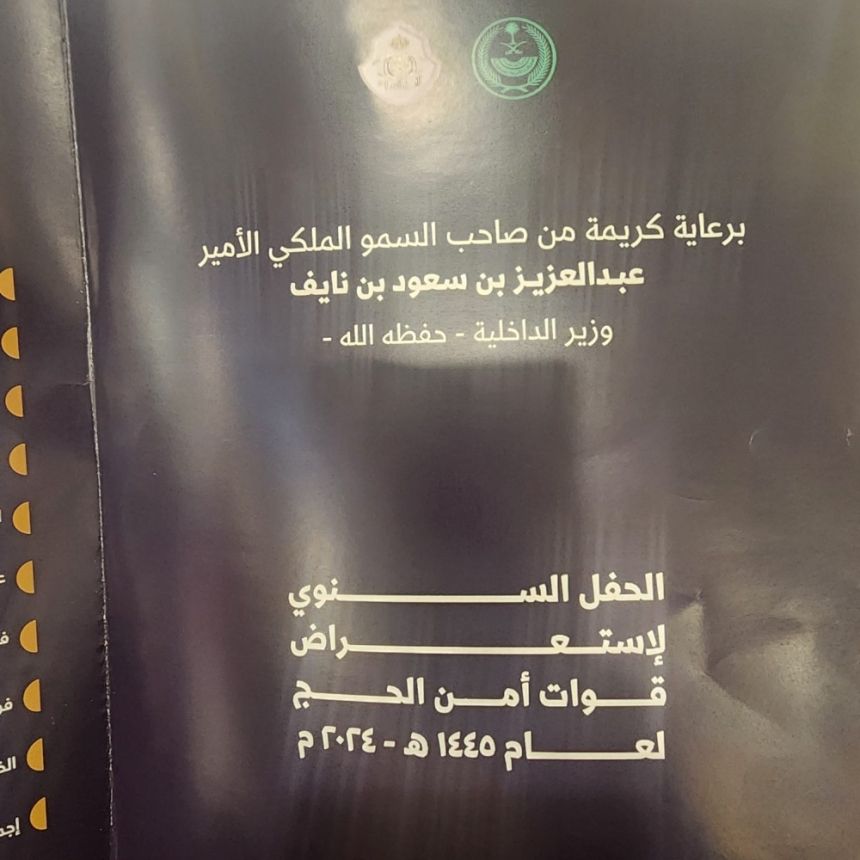 برعاية كريمة من صاحب السمو الملكي الأمير
عبدالعزيز بن سعود بن نايف
وزير الداخلية - حفظه الله -
الحفل السنوي
لإستعراض
قوات أمن الحج
لعام ١٤٤٥ هـ - ٢٠٢٤ م